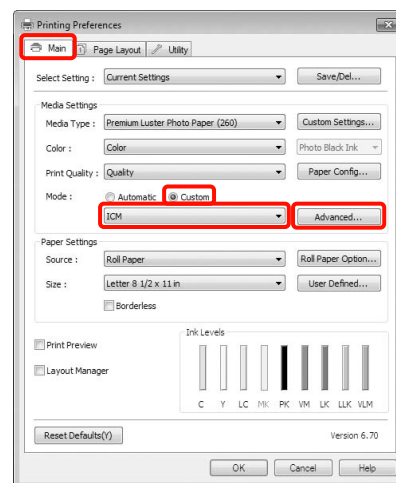 Printing Preferences
Main Page Layout Utility
Select Setting : Current Settings Save/Del...
Media Settings
Media Type : Premium Luster Photo Paper (260) Custom Settings...
Color : Color Photo Black Ink
Print Quality : Quality Paper Config...
Mode : Automatic Custom
ICM Advanced...
Paper Settings
Source : Roll Paper Roll Paper Option...
Size : Letter 8 1/2 x 11 in User Defined...
Borderless
Ink Levels
Print Preview
Layout Manager
C Y LC MK PK VM LK LLK VLM
Reset Defaults(Y) Version 6.70
OK Cancel Help